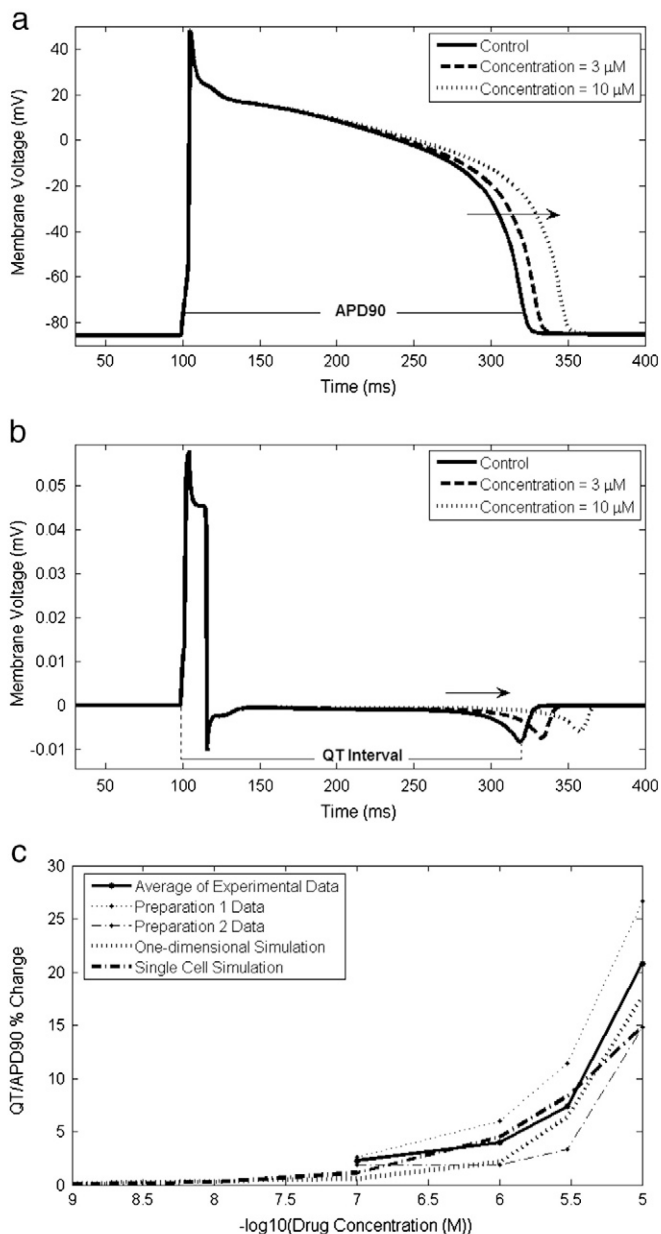 a
Membrane Voltage (mV)
40
20
0
-20
-40
-60
-80
Control
Concentration = 3 µM
Concentration = 10 µM
APD90
50 100 150 200 250 300 350 400
Time (ms)
b
Membrane Voltage (mV)
0.05
0.04
0.03
0.02
0.01
0
-0.01
Control
Concentration = 3 µM
Concentration = 10 µM
QT Interval
50 100 150 200 250 300 350 400
Time (ms)
c
QT/APD90 % Change
30
25
20
15
10
5
0
Average of Experimental Data
Preparation 1 Data
Preparation 2 Data
One-dimensional Simulation
Single Cell Simulation
9 8.5 8 7.5 7 6.5 6 5.5 5
-log10(Drug Concentration (M))